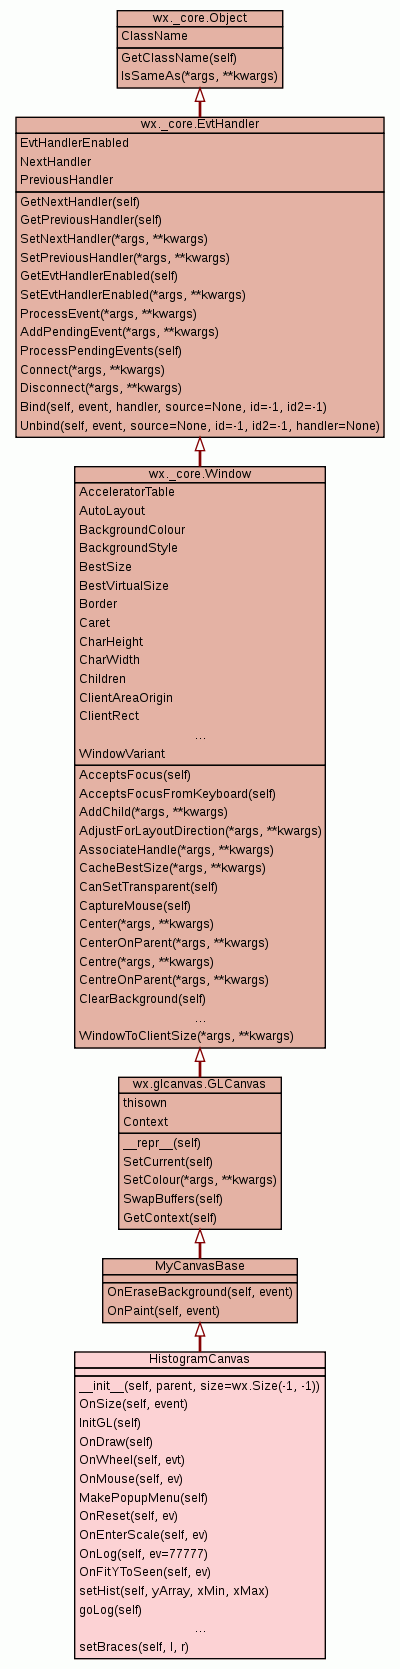 wx._core.Object
ClassName
GetClassName(self)
IsSameAs(*args, **kwargs)
wx._core.EvtHandler
EvtHandlerEnabled
NextHandler
PreviousHandler
GetNextHandler(self)
GetPreviousHandler(self)
SetNextHandler(*args, **kwargs)
SetPreviousHandler(*args, **kwargs)
GetEvtHandlerEnabled(self)
SetEvtHandlerEnabled(*args, **kwargs)
ProcessEvent(*args, **kwargs)
AddPendingEvent(*args, **kwargs)
ProcessPendingEvents(self)
Connect(*args, **kwargs)
Disconnect(*args, **kwargs)
Bind(self, event, handler, source=None, id=-1, id2=-1)
Unbind(self, event, source=None, id=-1, id2=-1, handler=None)
wx._core.Window
AcceleratorTable
AutoLayout
BackgroundColour
BackgroundStyle
BestSize
BestVirtualSize
Border
Caret
CharHeight
CharWidth
Children
ClientAreaOrigin
ClientRect
...
WindowVariant
AcceptsFocus(self)
AcceptsFocusFromKeyboard(self)
AddChild(*args, **kwargs)
AdjustForLayoutDirection(*args, **kwargs)
AssociateHandle(*args, **kwargs)
CacheBestSize(*args, **kwargs)
CanSetTransparent(self)
CaptureMouse(self)
Center(*args, **kwargs)
CenterOnParent(*args, **kwargs)
Centre(*args, **kwargs)
CentreOnParent(*args, **kwargs)
ClearBackground(self)
...
WindowToClientSize(*args, **kwargs)
wx.glcanvas.GLCanvas
thisown
Context
__repr__(self)
SetCurrent(self)
SetColour(*args, **kwargs)
SwapBuffers(self)
GetContext(self)
MyCanvasBase
OnEraseBackground(self, event)
OnPaint(self, event)
HistogramCanvas
__init__(self, parent, size=wx.Size(-1, -1))
OnSize(self, event)
InitGL(self)
OnDraw(self)
OnWheel(self, evt)
OnMouse(self, ev)
MakePopupMenu(self)
OnReset(self, ev)
OnEnterScale(self, ev)
OnLog(self, ev=77777)
OnFitYToSeen(self, ev)
setHist(self, yArray, xMin, xMax)
goLog(self)
...
setBraces(self, l, r)